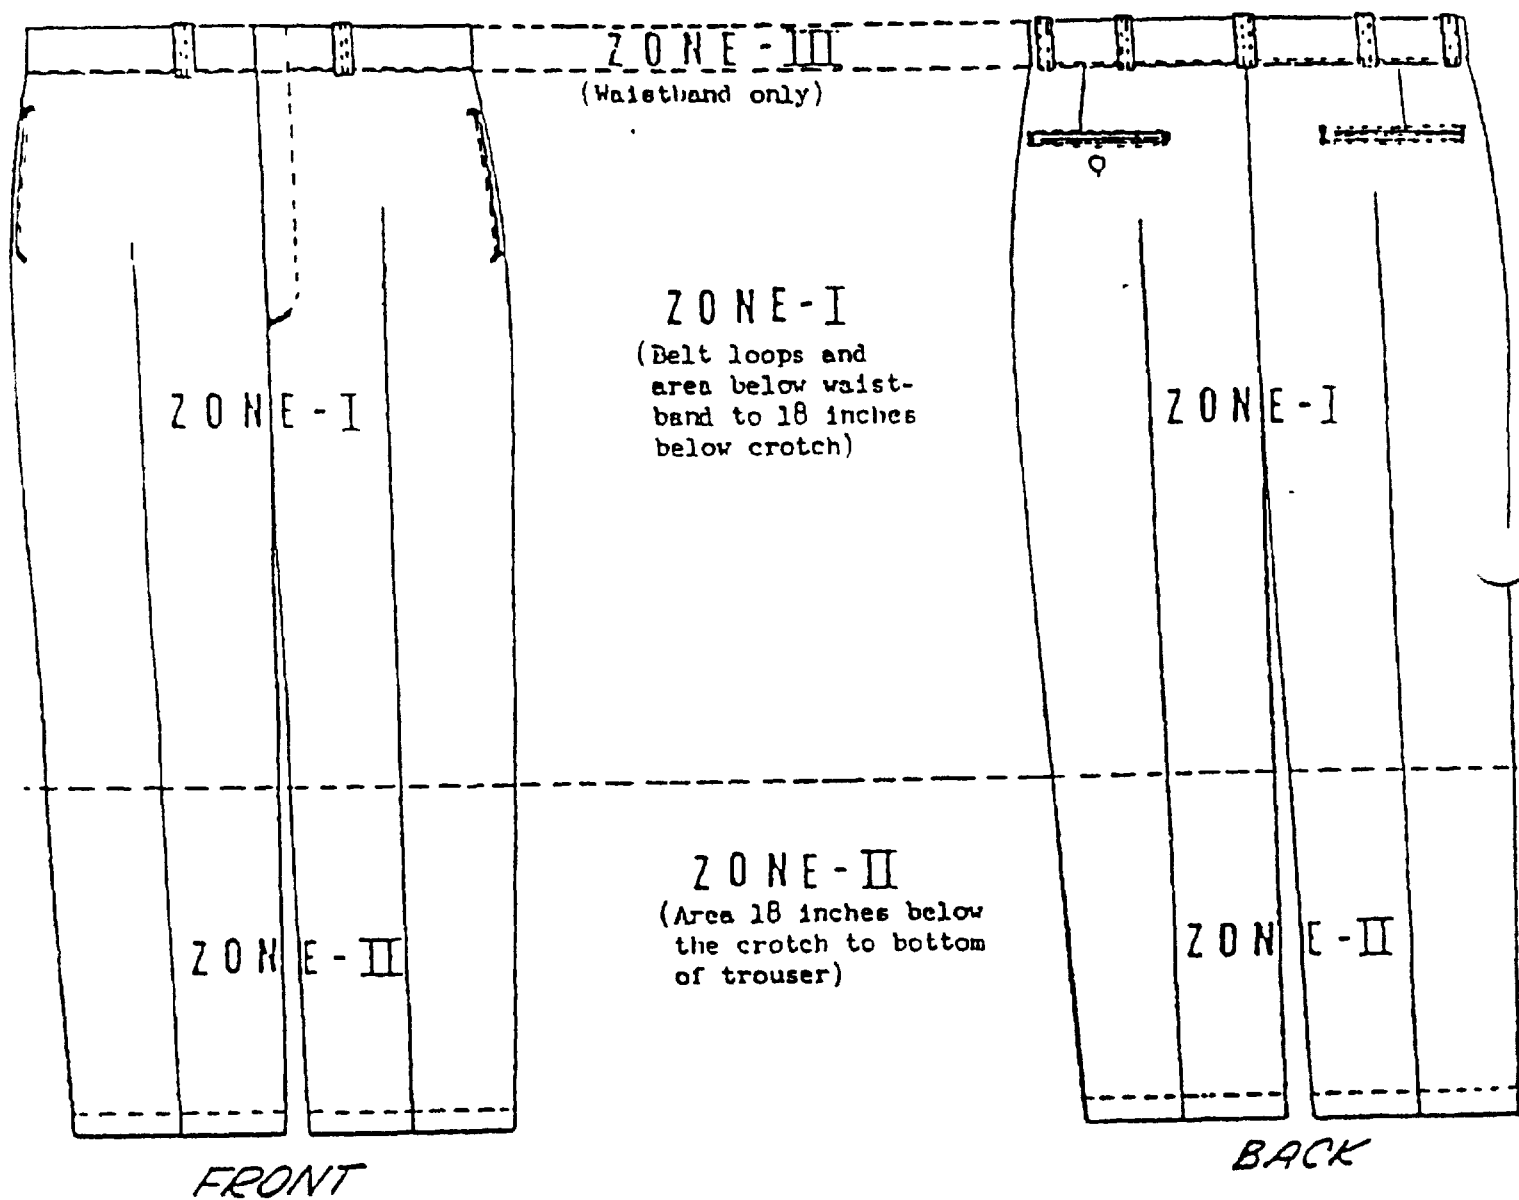 ZONE-III
(Waistband only)
ZONE-I
(Belt loops and
area below waist-
band to 18 inches
below crotch)
ZONE-I
ZONE-I
ZONE-II
(Area 18 inches below
the crotch to bottom
of trouser)
ZONE-II
ZONE-II
FRONT
BACK